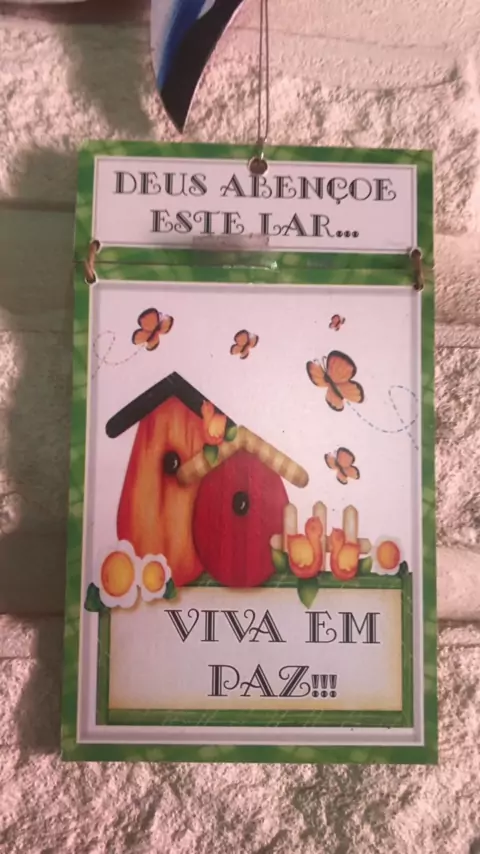 DEUS ABENÇOE
ESTE LAR...
VIVA EM
PAZ!!!